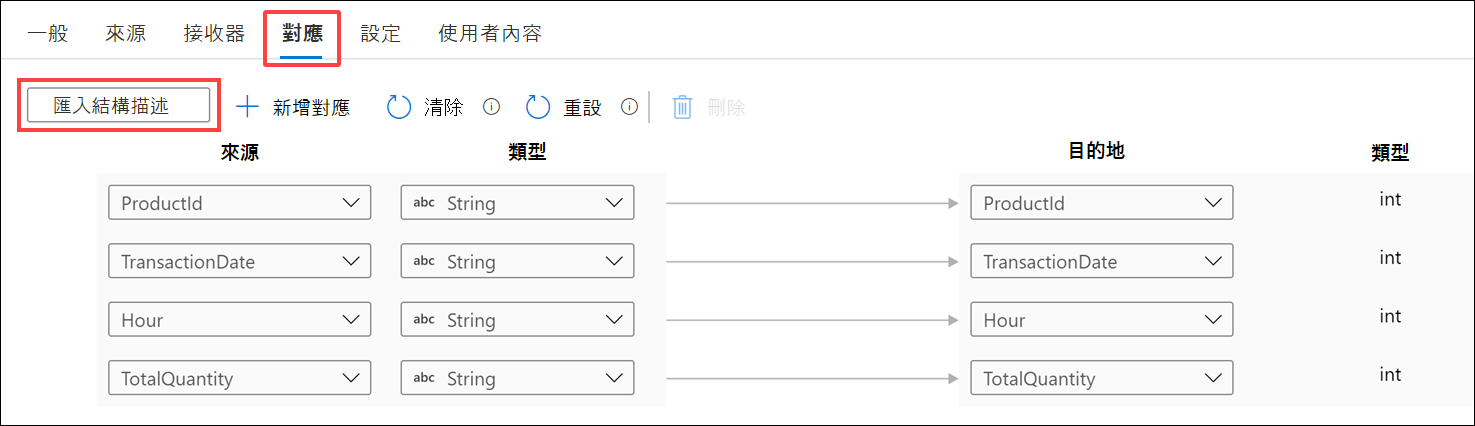 一般 來源 接收器 對應 設定 使用者內容
匯入結構描述 新增對應 清除 重設 刪除
來源 類型 目的地 類型
ProductId abc String ProductId int
TransactionDate abc String TransactionDate int
Hour abc String Hour int
TotalQuantity abc String TotalQuantity int